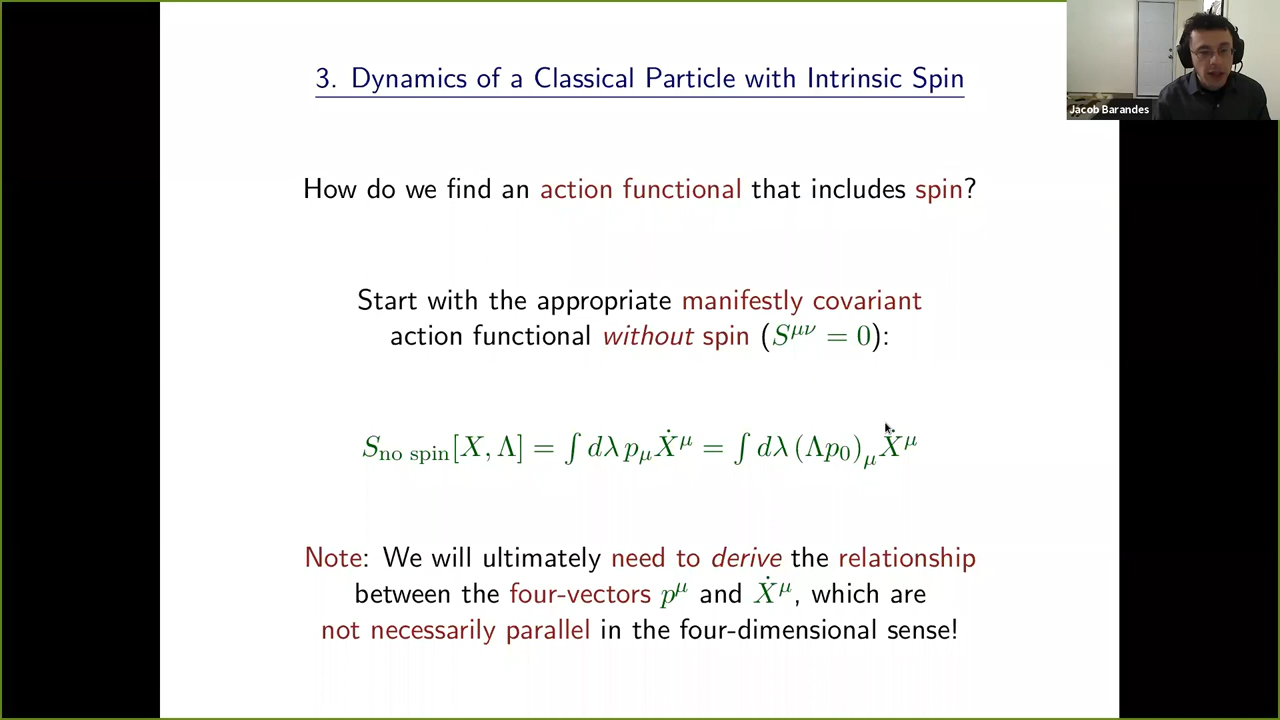 3. Dynamics of a Classical Particle with Intrinsic Spin
Jacob Barandes
How do we find an action functional that includes spin?
Start with the appropriate manifestly covariant
action functional without spin (S^{μν} = 0):
S_{no spin}[X, Λ] = ∫ dλ p_μ Ẋ^μ = ∫ dλ (Λp_0)_μ Ẋ^μ
Note: We will ultimately need to derive the relationship
between the four-vectors p^μ and Ẋ^μ, which are
not necessarily parallel in the four-dimensional sense!